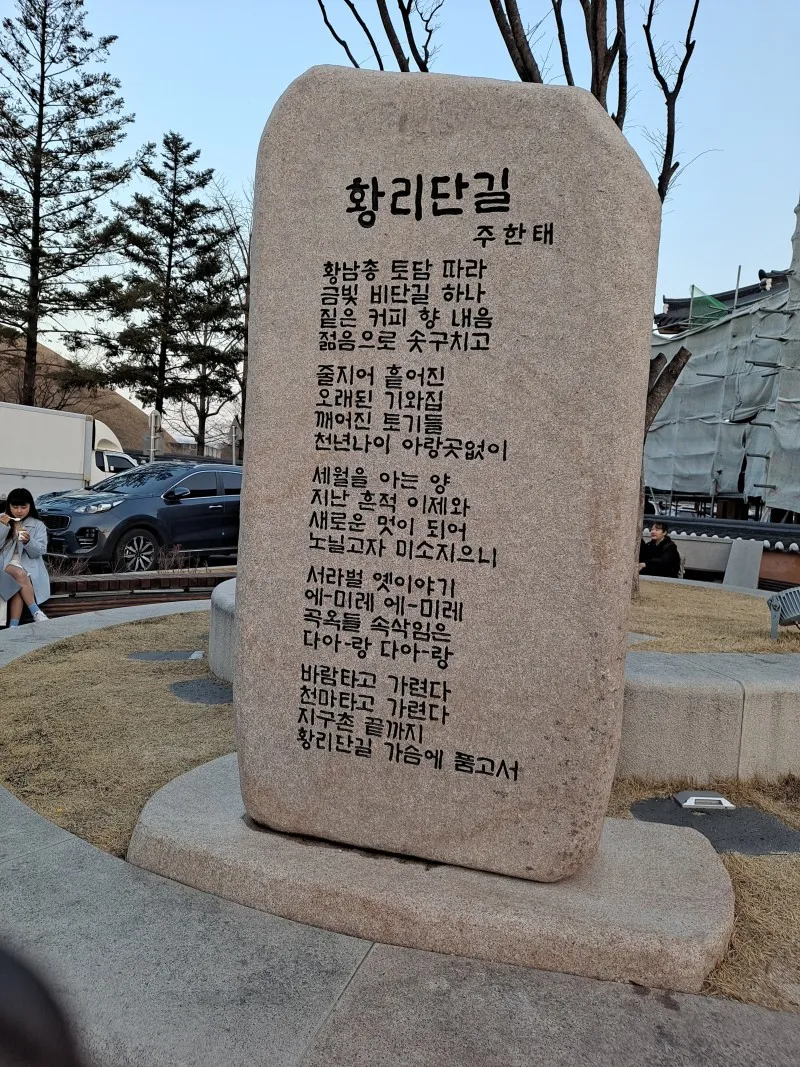 황리단길
주한태
황남총 토담 따라
금빛 비단길 하나
짙은 커피 향 내음
젊음으로 솟구치고
줄지어 흩어진
오래된 기와집
깨어진 토기들
천년나이 아랑곳없이
세월을 아는 양
지난 흔적 이제와
새로운 멋이 되어
노닐고자 미소지으니
서라벌 옛이야기
에-미레 에-미레
곡옥들 속삭임은
다아-랑 다아-랑
바람타고 가련다
천마타고 가련다
지구촌 끝까지
황리단길 가슴에 품고서